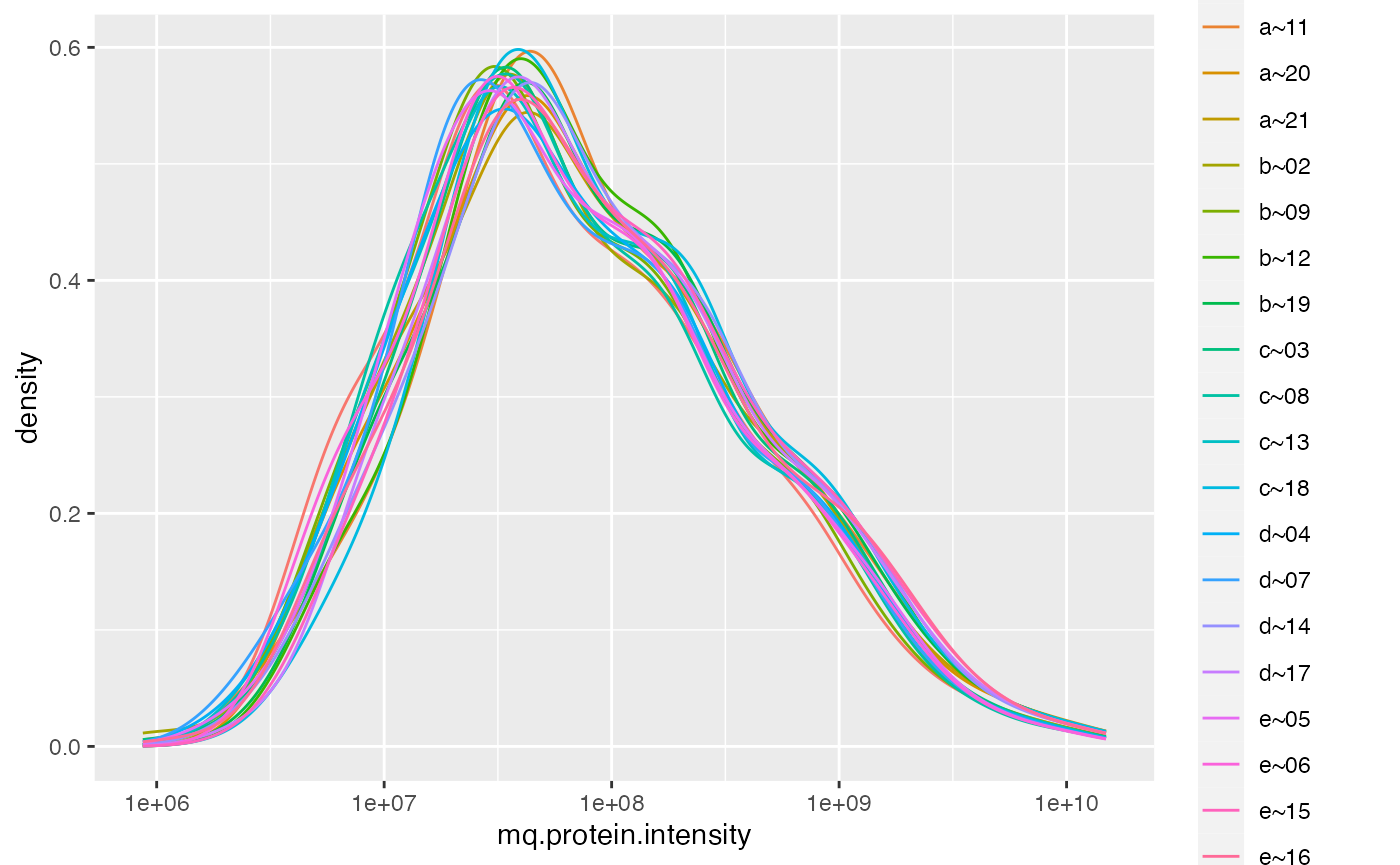 0.6
0.4
0.2
0.0
density
1e+06 1e+07 1e+08 1e+09 1e+10
mq.protein.intensity
a~11
a~20
a~21
b~02
b~09
b~12
b~19
c~03
c~08
c~13
c~18
d~04
d~07
d~14
d~17
e~05
e~06
e~15
e~16